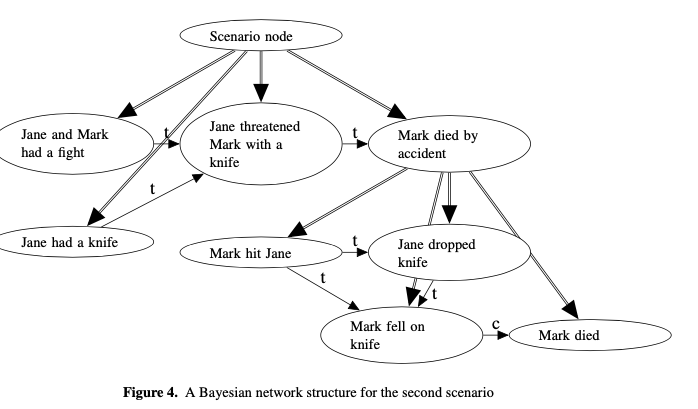 Scenario node
Jane and Mark
had a fight
t
Jane threatened
Mark with a
knife
t
Mark died by
accident
t
Jane had a knife
Mark hit Jane
t
Jane dropped
knife
t
t
Mark fell on
knife
c
Mark died
Figure 4. A Bayesian network structure for the second scenario